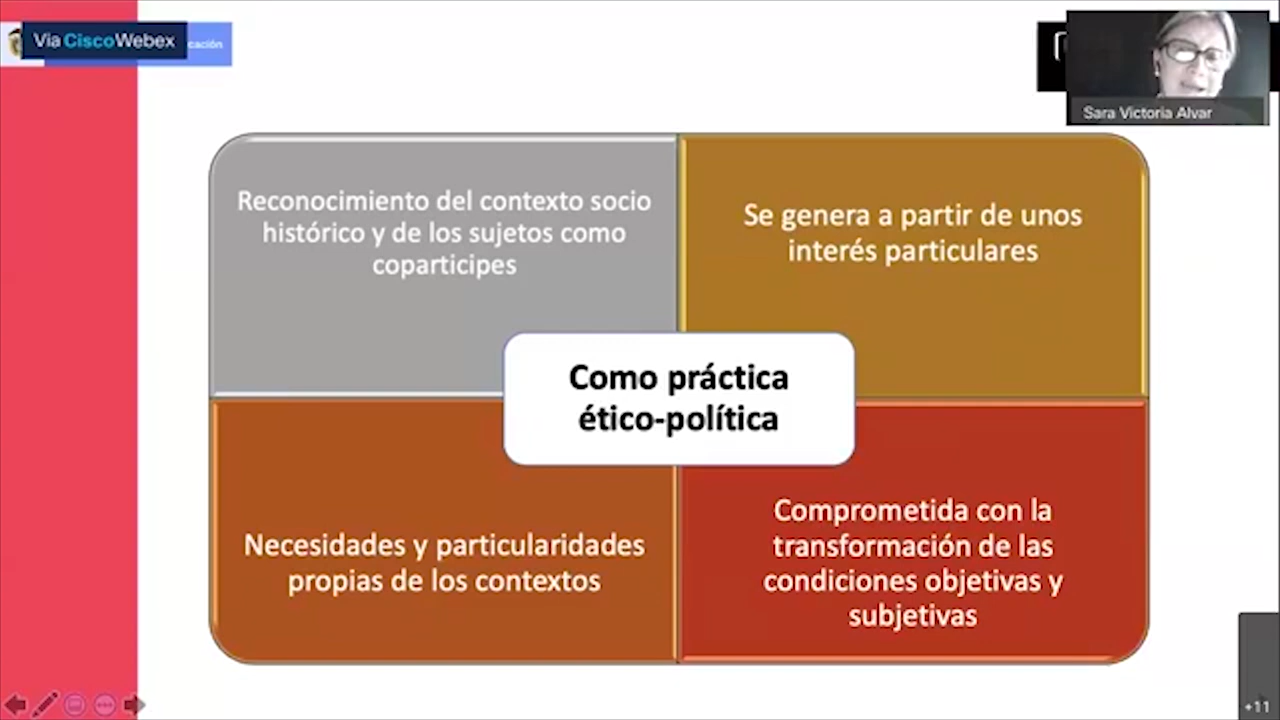 Vía CiscoWebex
cación
Sara Victoria Alvar
Reconocimiento del contexto socio
histórico y de los sujetos como
coparticipes
Se genera a partir de unos
interés particulares
Como práctica
ético-política
Necesidades y particularidades
propias de los contextos
Comprometida con la
transformación de las
condiciones objetivas y
subjetivas
+11